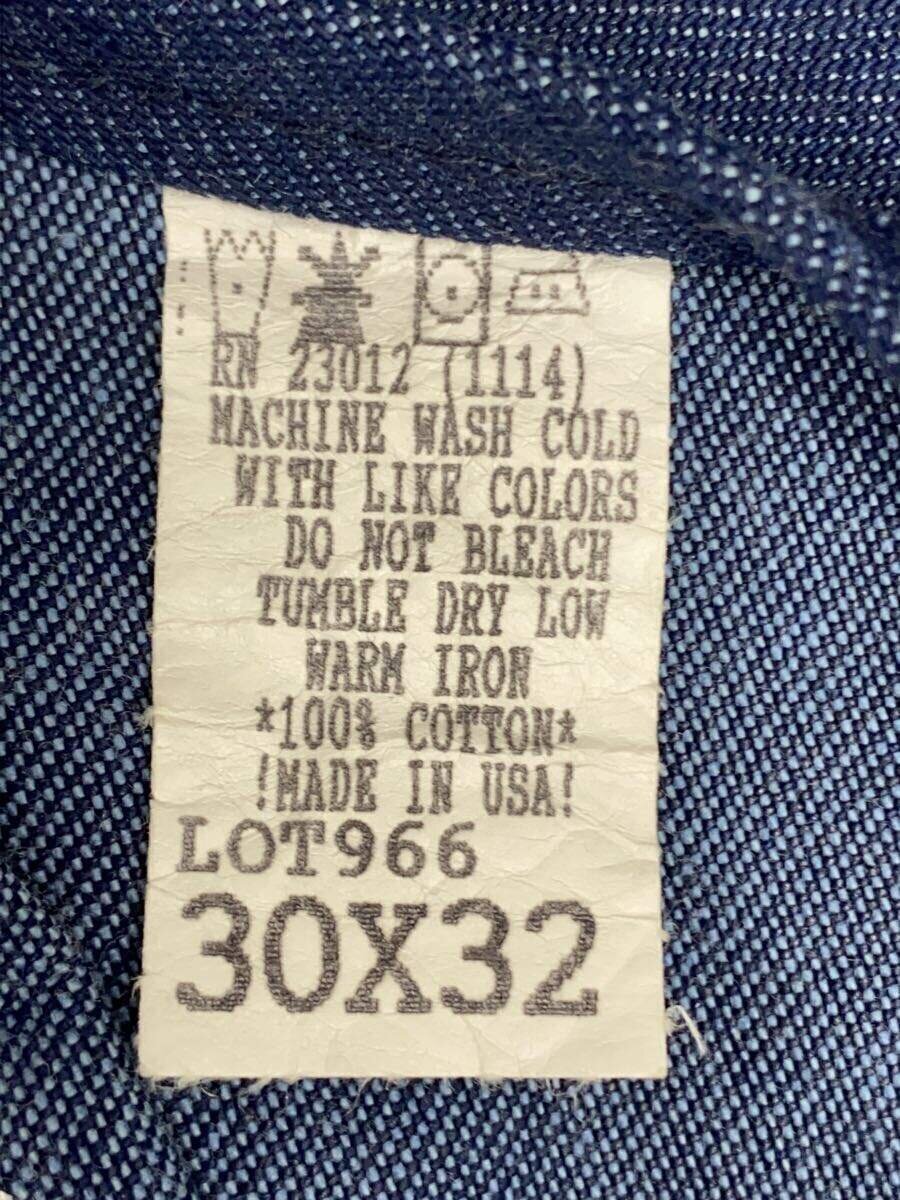 RN 23012 (1114)
MACHINE WASH COLD
WITH LIKE COLORS
DO NOT BLEACH
TUMBLE DRY LOW
WARM IRON
*100% COTTON*
!MADE IN USA!
LOT966
30X32